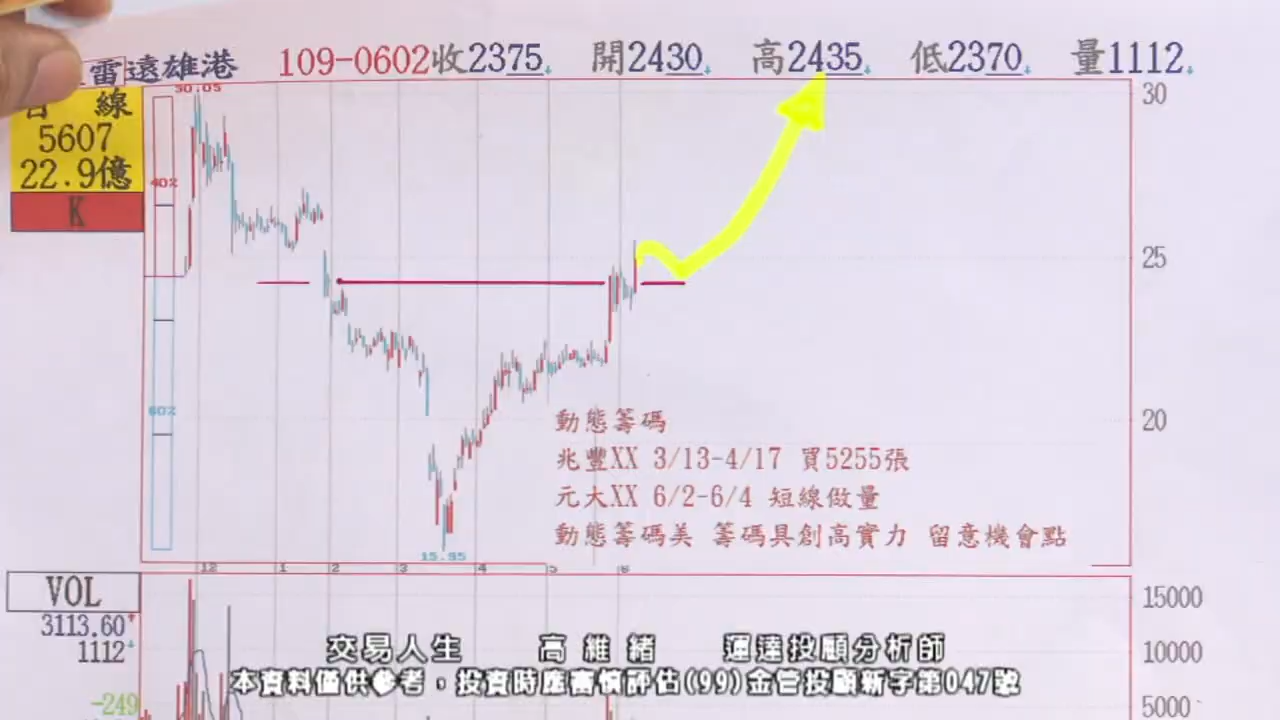 雷遠雄港 109-0602收2375 開2430 高2435 低2370 量1112
線
5607
22.9億
K
30.05
40%
60%
30
25
20
15.95
動態籌碼
兆豐XX 3/13-4/17 買5255張
元大XX 6/2-6/4 短線做量
動態籌碼美 籌碼具創高實力 留意機會點
12 1 2 3 4 5 6
VOL
3113.60
1112
-249
15000
10000
5000
交易人生 高維緒 運達投顧分析師
本資料僅供參考，投資時應審慎評估(99)金管投顧新字第047號